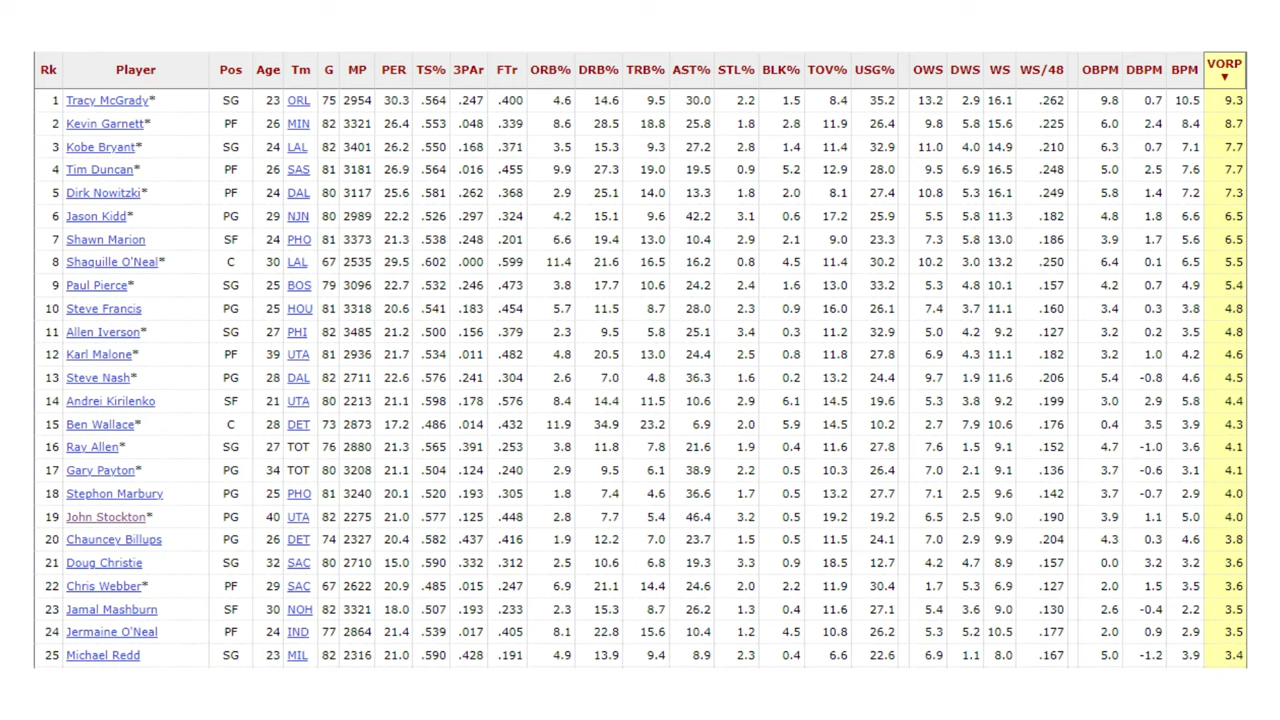 Rk Player Pos Age Tm G MP PER TS% 3PAr FTr ORB% DRB% TRB% AST% STL% BLK% TOV% USG% OWS DWS WS WS/48 OBPM DBPM BPM VORP ▼
1 Tracy McGrady* SG 23 ORL 75 2954 30.3 .564 .247 .400 4.6 14.6 9.5 30.0 2.2 1.5 8.4 35.2 13.2 2.9 16.1 .262 9.8 0.7 10.5 9.3
2 Kevin Garnett* PF 26 MIN 82 3321 26.4 .553 .048 .339 8.6 28.5 18.8 25.8 1.8 2.8 11.9 26.4 9.8 5.8 15.6 .225 6.0 2.4 8.4 8.7
3 Kobe Bryant* SG 24 LAL 82 3401 26.2 .550 .168 .371 3.5 15.3 9.3 27.2 2.8 1.4 11.4 32.9 11.0 4.0 14.9 .210 6.3 0.7 7.1 7.7
4 Tim Duncan* PF 26 SAS 81 3181 26.9 .564 .016 .455 9.9 27.3 19.0 19.5 0.9 5.2 12.9 28.0 9.5 6.9 16.5 .248 5.0 2.5 7.6 7.7
5 Dirk Nowitzki* PF 24 DAL 80 3117 25.6 .581 .262 .368 2.9 25.1 14.0 13.3 1.8 2.0 8.1 27.4 10.8 5.3 16.1 .249 5.8 1.4 7.2 7.3
6 Jason Kidd* PG 29 NJN 80 2989 22.2 .526 .297 .324 4.2 15.1 9.6 42.2 3.1 0.6 17.2 25.9 5.5 5.8 11.3 .182 4.8 1.8 6.6 6.5
7 Shawn Marion SF 24 PHO 81 3373 21.3 .538 .248 .201 6.6 19.4 13.0 10.4 2.9 2.1 9.0 23.3 7.3 5.8 13.0 .186 3.9 1.7 5.6 6.5
8 Shaquille O'Neal* C 30 LAL 67 2535 29.5 .602 .000 .599 11.4 21.6 16.5 16.2 0.8 4.5 11.4 30.2 10.2 3.0 13.2 .250 6.4 0.1 6.5 5.5
9 Paul Pierce* SG 25 BOS 79 3096 22.7 .532 .246 .473 3.8 17.7 10.6 24.2 2.4 1.6 13.0 33.2 5.3 4.8 10.1 .157 4.2 0.7 4.9 5.4
10 Steve Francis PG 25 HOU 81 3318 20.6 .541 .183 .454 5.7 11.5 8.7 28.0 2.3 0.9 16.0 26.1 7.4 3.7 11.1 .160 3.4 0.3 3.8 4.8
11 Allen Iverson* SG 27 PHI 82 3485 21.2 .500 .156 .379 2.3 9.5 5.8 25.1 3.4 0.3 11.2 32.9 5.0 4.2 9.2 .127 3.2 0.2 3.5 4.8
12 Karl Malone* PF 39 UTA 81 2936 21.7 .534 .011 .482 4.8 20.5 13.0 24.4 2.5 0.8 11.8 27.8 6.9 4.3 11.1 .182 3.2 1.0 4.2 4.6
13 Steve Nash* PG 28 DAL 82 2711 22.6 .576 .241 .304 2.6 7.0 4.8 36.3 1.6 0.2 13.2 24.4 9.7 1.9 11.6 .206 5.4 -0.8 4.6 4.5
14 Andrei Kirilenko SF 21 UTA 80 2213 21.1 .598 .178 .576 8.4 14.4 11.5 10.6 2.9 6.1 14.5 19.6 5.3 3.8 9.2 .199 3.0 2.9 5.8 4.4
15 Ben Wallace* C 28 DET 73 2873 17.2 .486 .014 .432 11.9 34.9 23.2 6.9 2.0 5.9 14.5 10.2 2.7 7.9 10.6 .176 0.4 3.5 3.9 4.3
16 Ray Allen* SG 27 TOT 76 2880 21.3 .565 .391 .253 3.8 11.8 7.8 21.6 1.9 0.4 11.6 27.8 7.6 1.5 9.1 .152 4.7 -1.0 3.6 4.1
17 Gary Payton* PG 34 TOT 80 3208 21.1 .504 .124 .240 2.9 9.5 6.1 38.9 2.2 0.5 10.3 26.4 7.0 2.1 9.1 .136 3.7 -0.6 3.1 4.1
18 Stephon Marbury PG 25 PHO 81 3240 20.1 .520 .193 .305 1.8 7.4 4.6 36.6 1.7 0.5 13.2 27.7 7.1 2.5 9.6 .142 3.7 -0.7 2.9 4.0
19 John Stockton* PG 40 UTA 82 2275 21.0 .577 .125 .448 2.8 7.7 5.4 46.4 3.2 0.5 19.2 19.2 6.5 2.5 9.0 .190 3.9 1.1 5.0 4.0
20 Chauncey Billups PG 26 DET 74 2327 20.4 .582 .437 .416 1.9 12.2 7.0 23.7 1.5 0.5 11.5 24.1 7.0 2.9 9.9 .204 4.3 0.3 4.6 3.8
21 Doug Christie SG 32 SAC 80 2710 15.0 .590 .332 .312 2.5 10.6 6.8 19.3 3.3 0.9 18.5 12.7 4.2 4.7 8.9 .157 0.0 3.2 3.2 3.6
22 Chris Webber* PF 29 SAC 67 2622 20.9 .485 .015 .247 6.9 21.1 14.4 24.6 2.0 2.2 11.9 30.4 1.7 5.3 6.9 .127 2.0 1.5 3.5 3.6
23 Jamal Mashburn SF 30 NOH 82 3321 18.0 .507 .193 .233 2.3 15.3 8.7 26.2 1.3 0.4 11.6 27.1 5.4 3.6 9.0 .130 2.6 -0.4 2.2 3.5
24 Jermaine O'Neal PF 24 IND 77 2864 21.4 .539 .017 .405 8.1 22.8 15.6 10.4 1.2 4.5 10.8 26.2 5.3 5.2 10.5 .177 2.0 0.9 2.9 3.5
25 Michael Redd SG 23 MIL 82 2316 21.0 .590 .428 .191 4.9 13.9 9.4 8.9 2.3 0.4 6.6 22.6 6.9 1.1 8.0 .167 5.0 -1.2 3.9 3.4